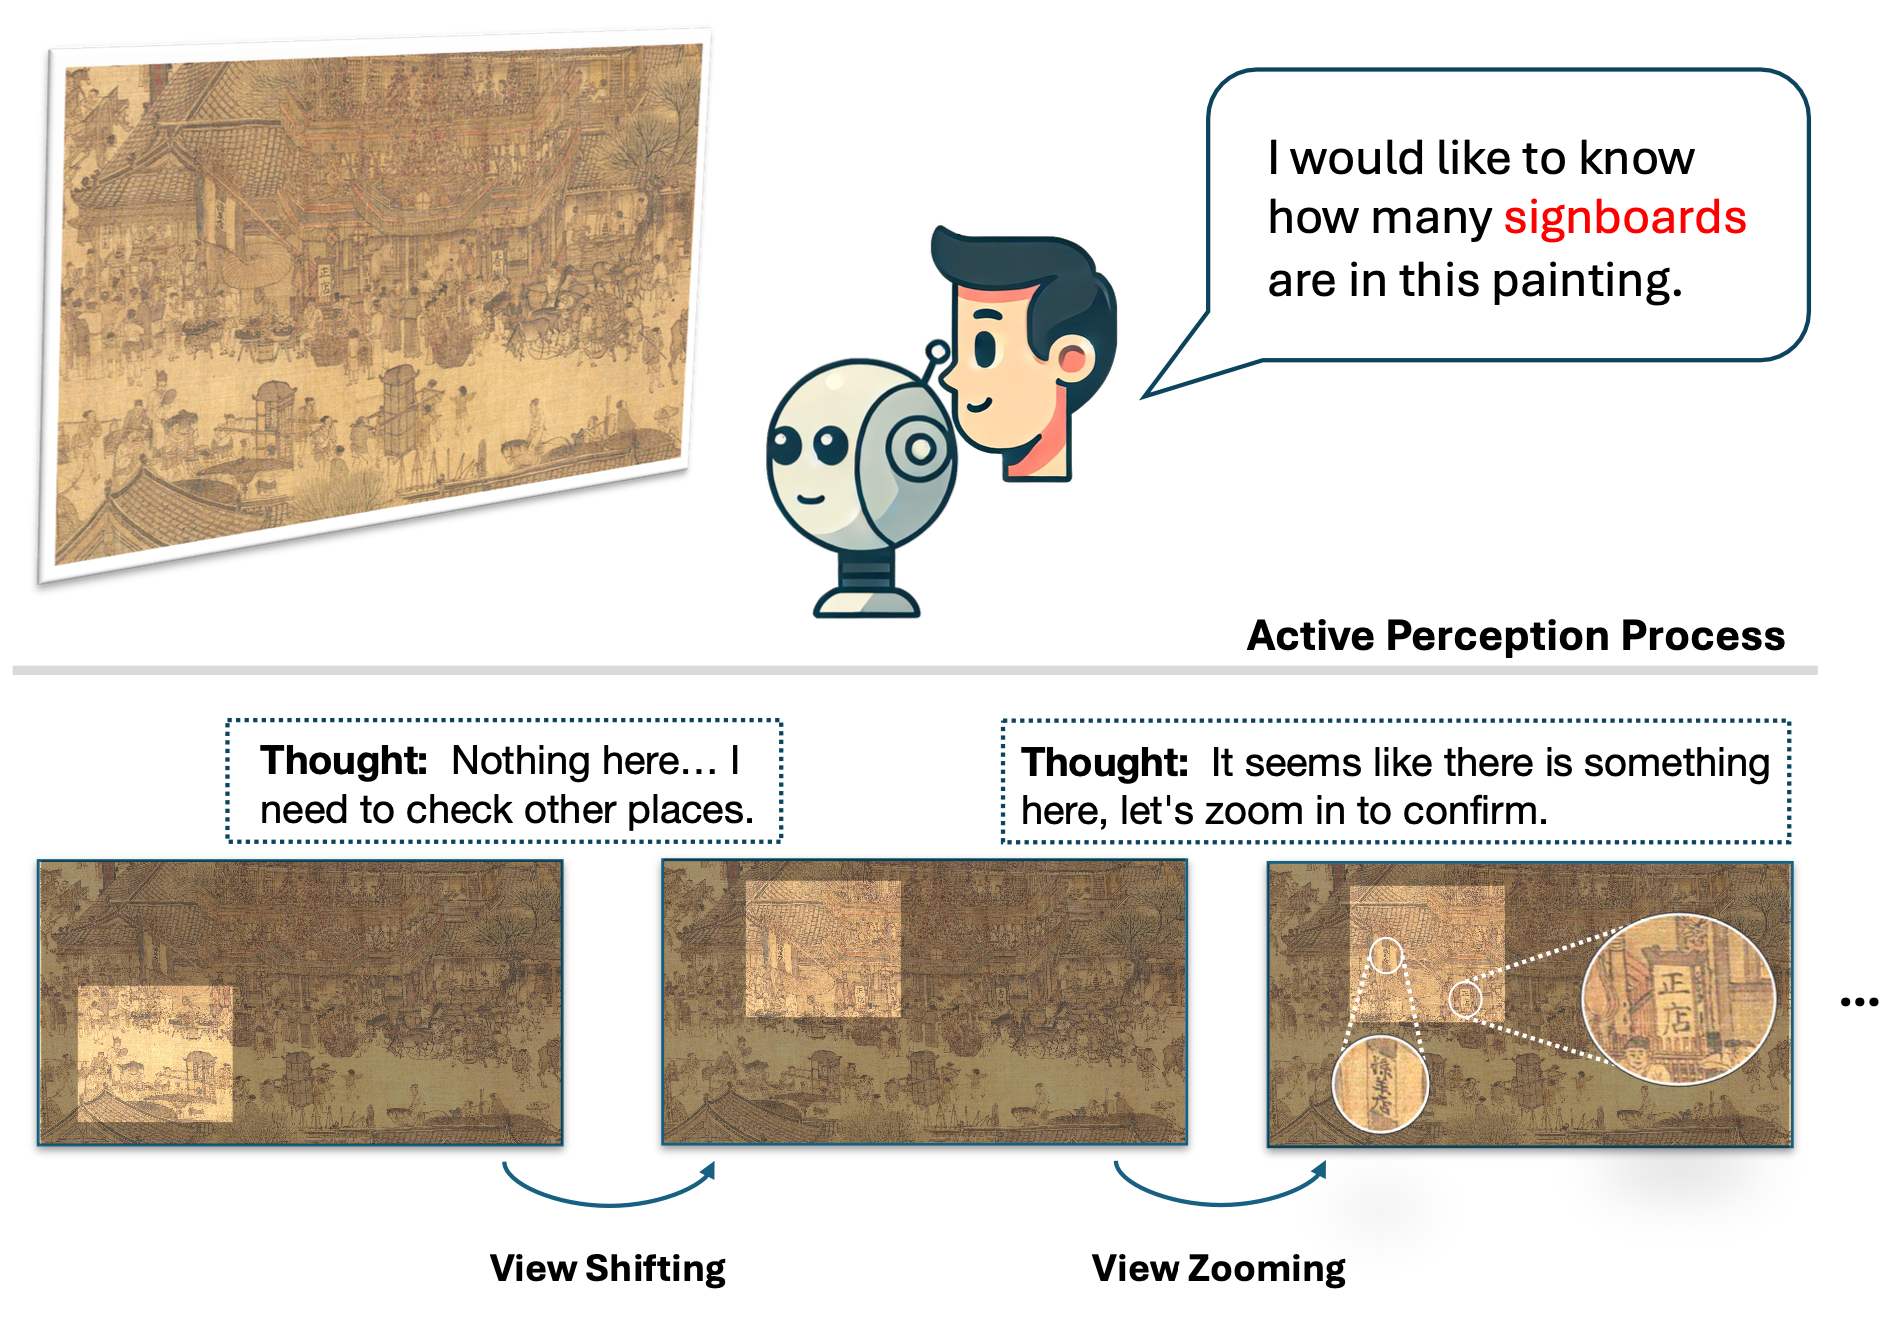 I would like to know
how many signboards
are in this painting.
正
店
Active Perception Process
Thought: Nothing here… I
need to check other places.
Thought: It seems like there is something
here, let's zoom in to confirm.
正
店
羊
店
...
View Shifting
View Zooming